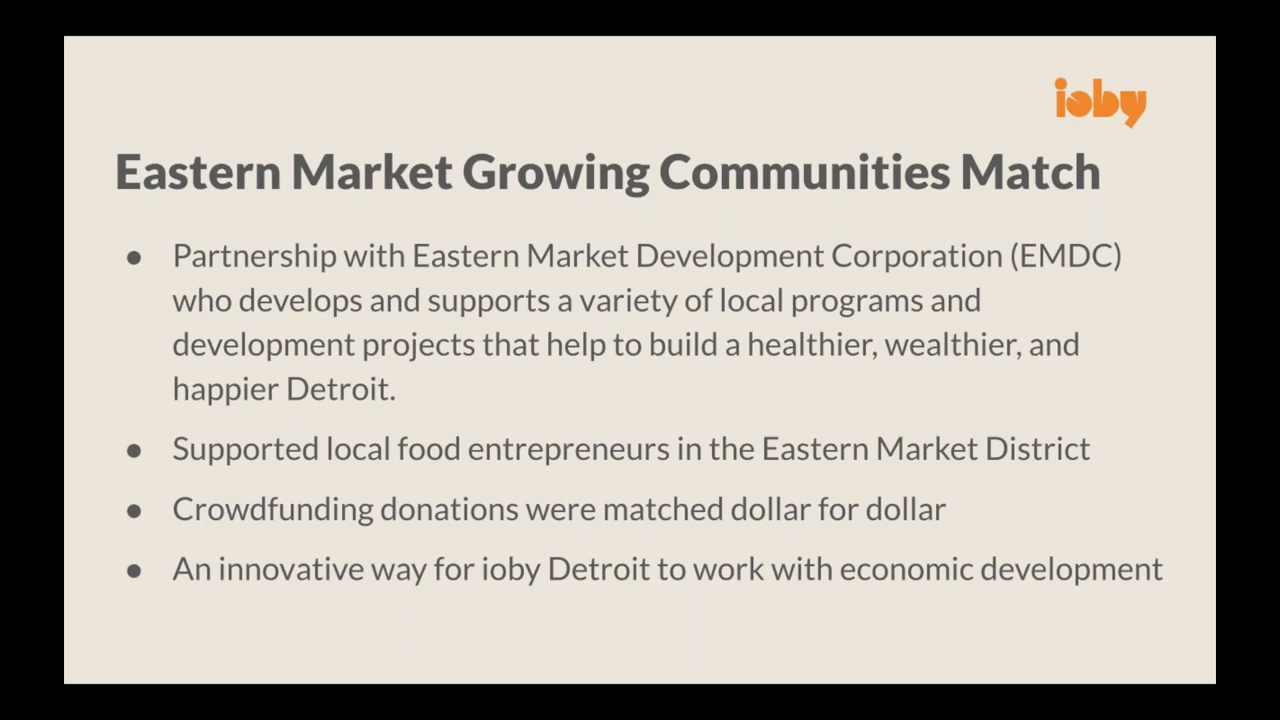 ioby
Eastern Market Growing Communities Match
● Partnership with Eastern Market Development Corporation (EMDC)
who develops and supports a variety of local programs and
development projects that help to build a healthier, wealthier, and
happier Detroit.
● Supported local food entrepreneurs in the Eastern Market District
● Crowdfunding donations were matched dollar for dollar
● An innovative way for ioby Detroit to work with economic development